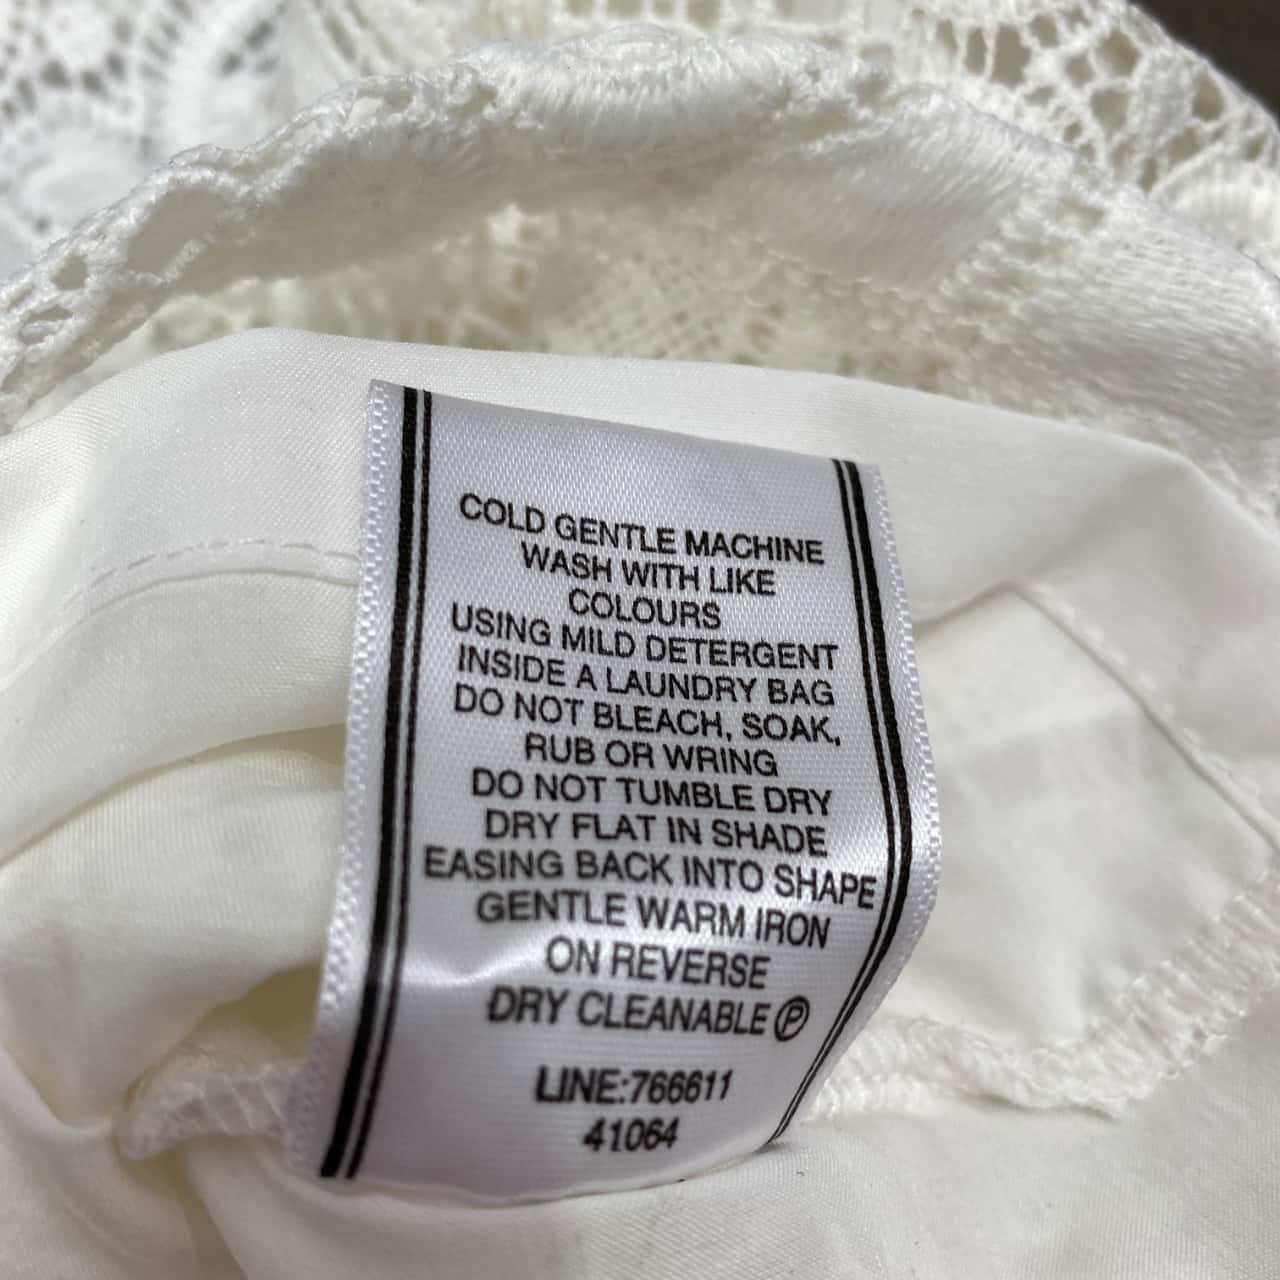 COLD GENTLE MACHINE
WASH WITH LIKE
COLOURS
USING MILD DETERGENT
INSIDE A LAUNDRY BAG
DO NOT BLEACH, SOAK,
RUB OR WRING
DO NOT TUMBLE DRY
DRY FLAT IN SHADE
EASING BACK INTO SHAPE
GENTLE WARM IRON
ON REVERSE
DRY CLEANABLE Ⓟ
LINE:766611
41064